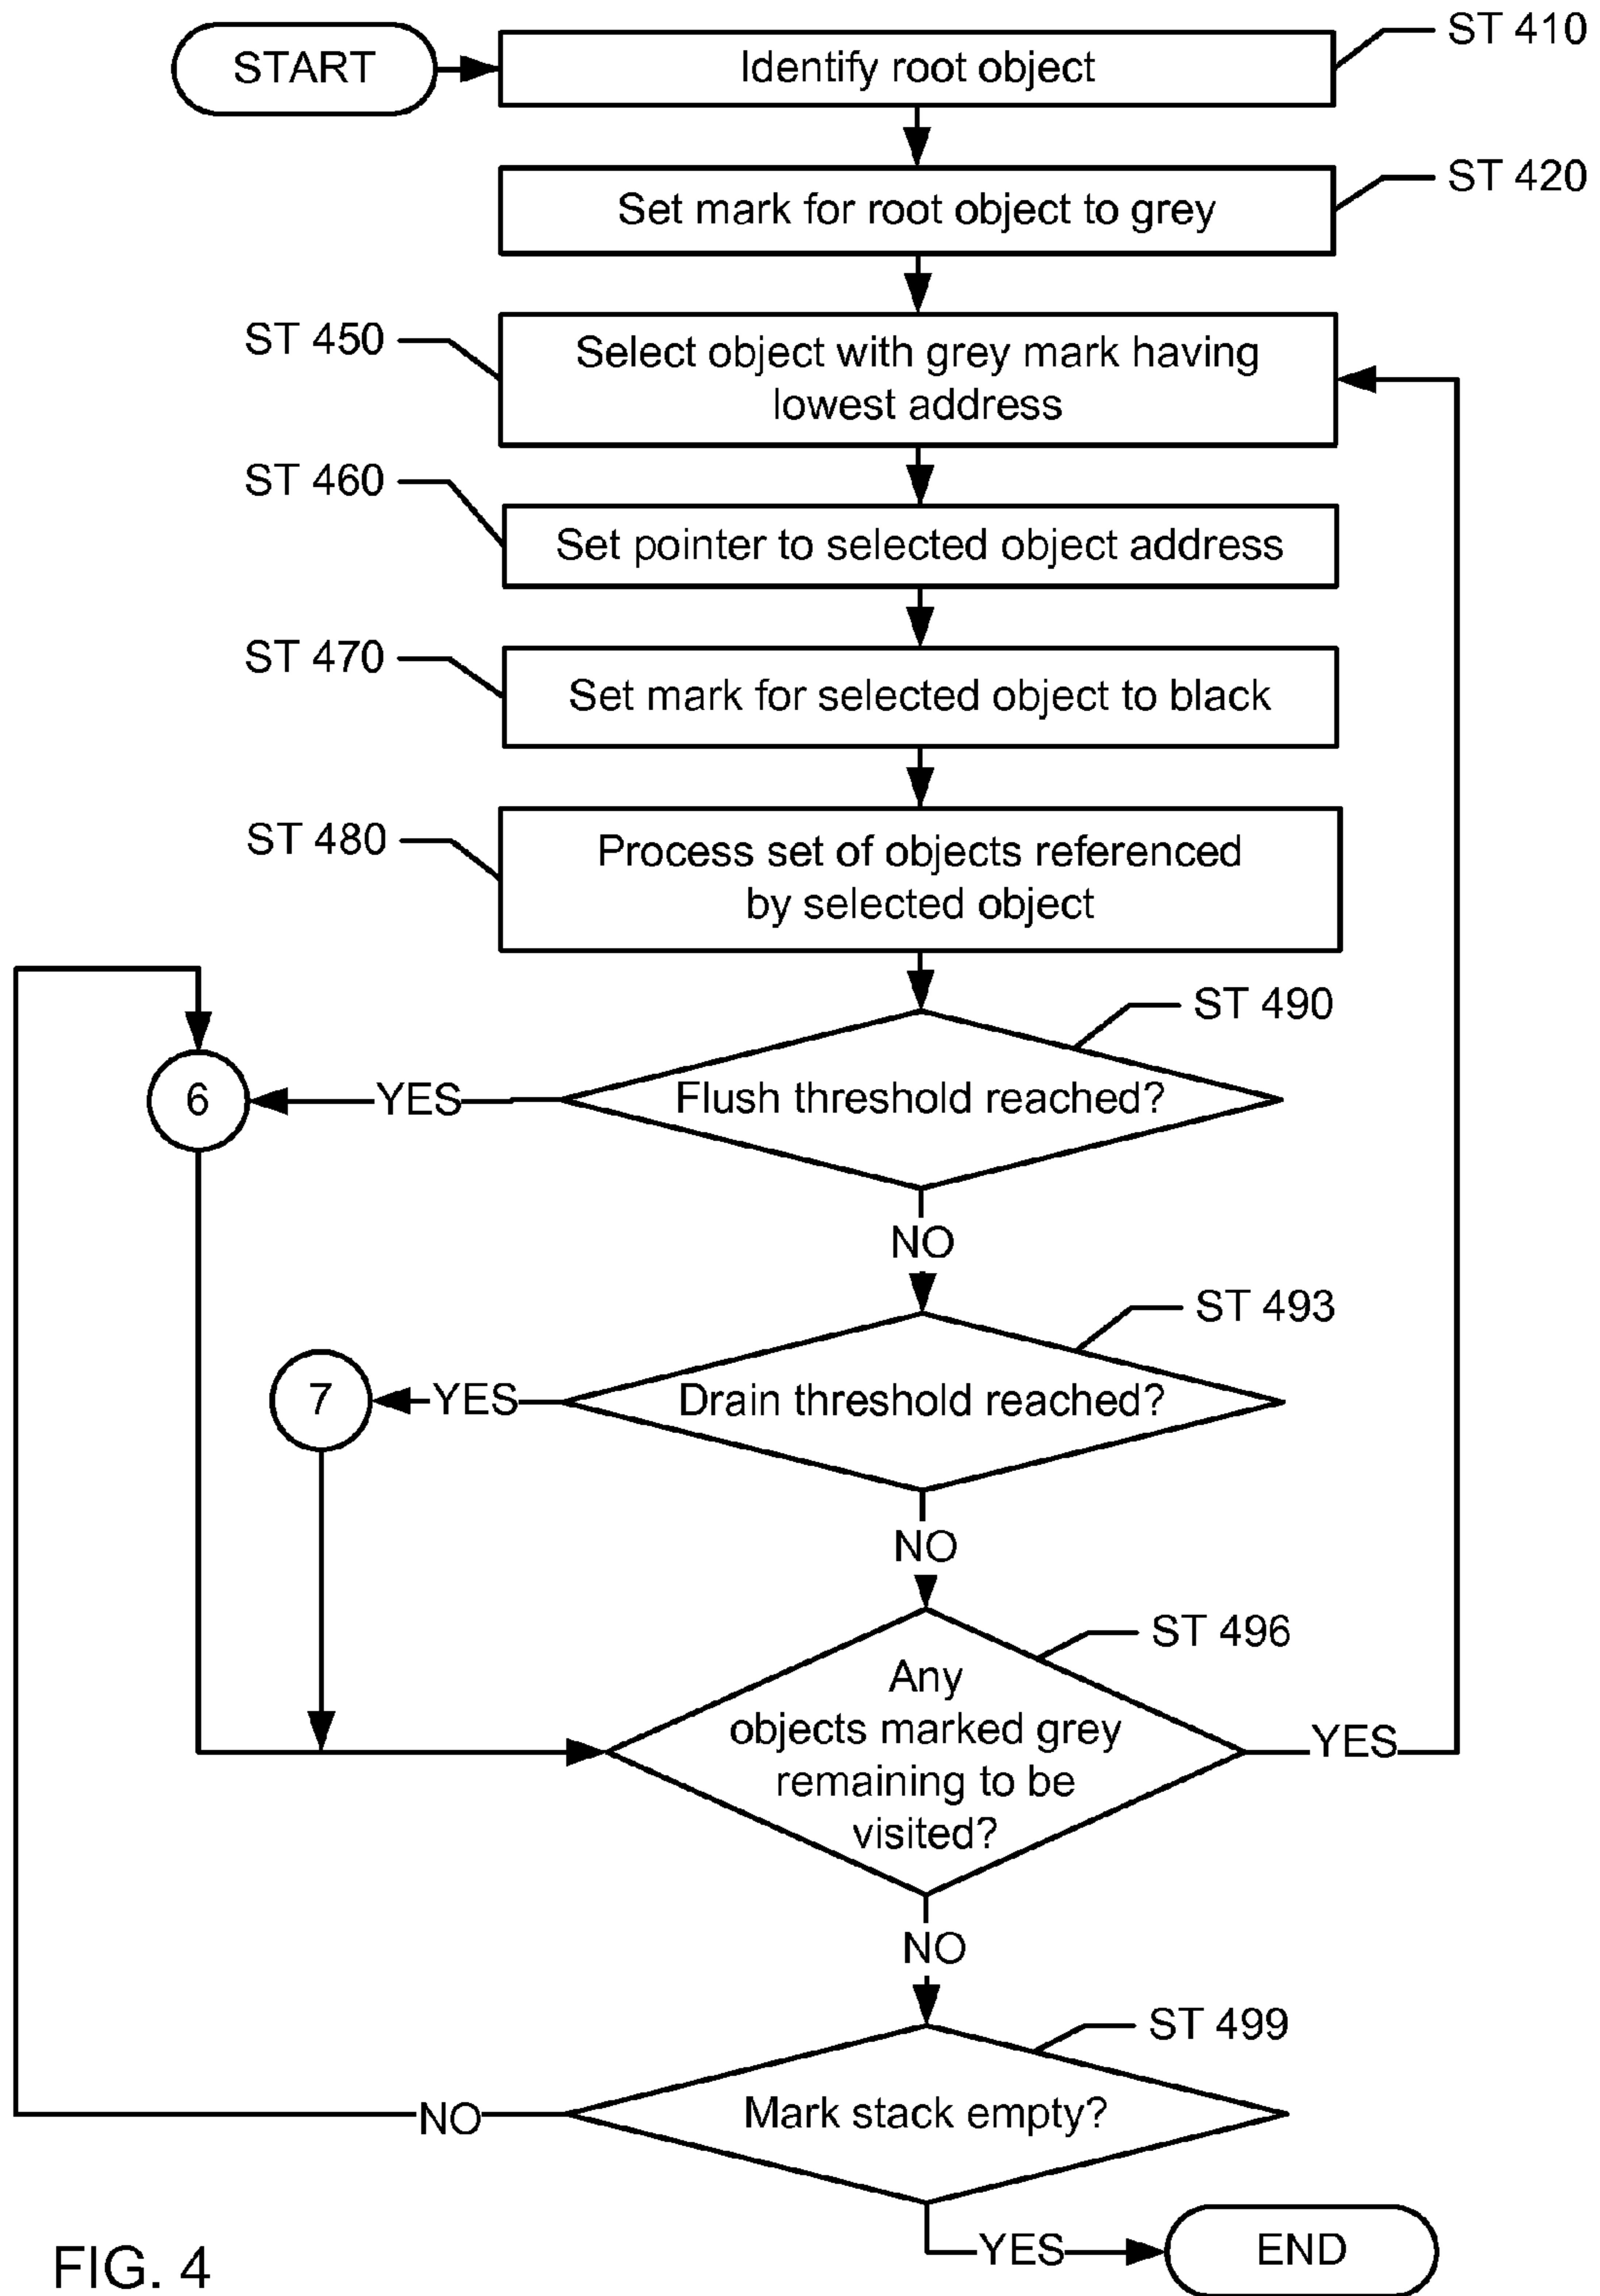 START
Identify root object
ST 410
Set mark for root object to grey
ST 420
ST 450
Select object with grey mark having
lowest address
ST 460
Set pointer to selected object address
ST 470
Set mark for selected object to black
ST 480
Process set of objects referenced
by selected object
ST 490
6
YES
Flush threshold reached?
NO
ST 493
7
YES
Drain threshold reached?
NO
ST 496
Any
objects marked grey
remaining to be
visited?
YES
NO
ST 499
NO
Mark stack empty?
YES
END
FIG. 4